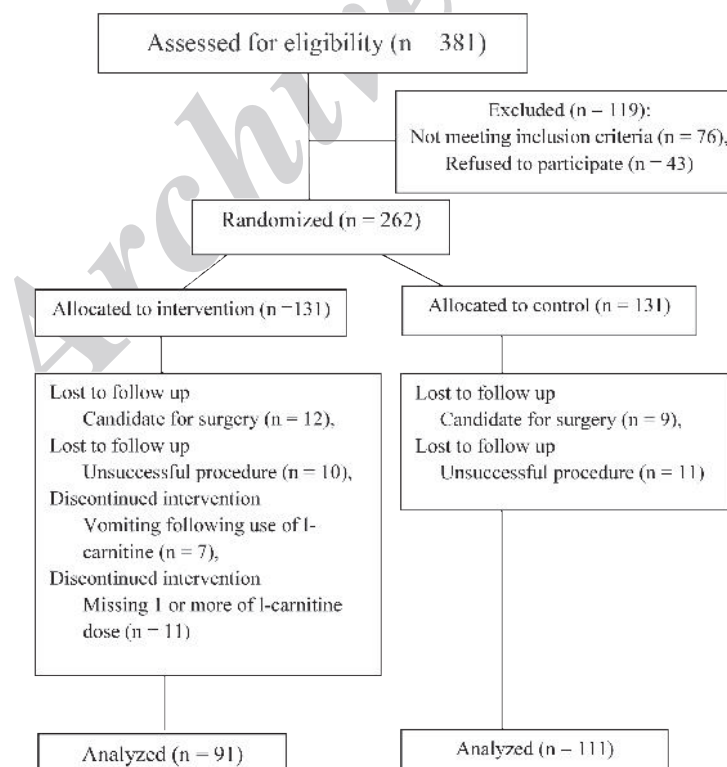 Archive
Assessed for eligibility (n   381)
Excluded (n – 119):
Not meeting inclusion criteria (n = 76),
Refused to participate (n = 43)
Randomized (n = 262)
Allocated to intervention (n =131)
Allocated to control (n = 131)
Lost to follow up
Candidate for surgery (n = 12),
Lost to follow up
Unsuccessful procedure (n = 10),
Discontinued intervention
Vomiting following use of l-
carnitine (n = 7),
Discontinued intervention
Missing 1 or more of l-carnitine
dose (n = 11)
Lost to follow up
Candidate for surgery (n = 9),
Lost to follow up
Unsuccessful procedure (n = 11)
Analyzed (n = 91)
Analyzed (n – 111)